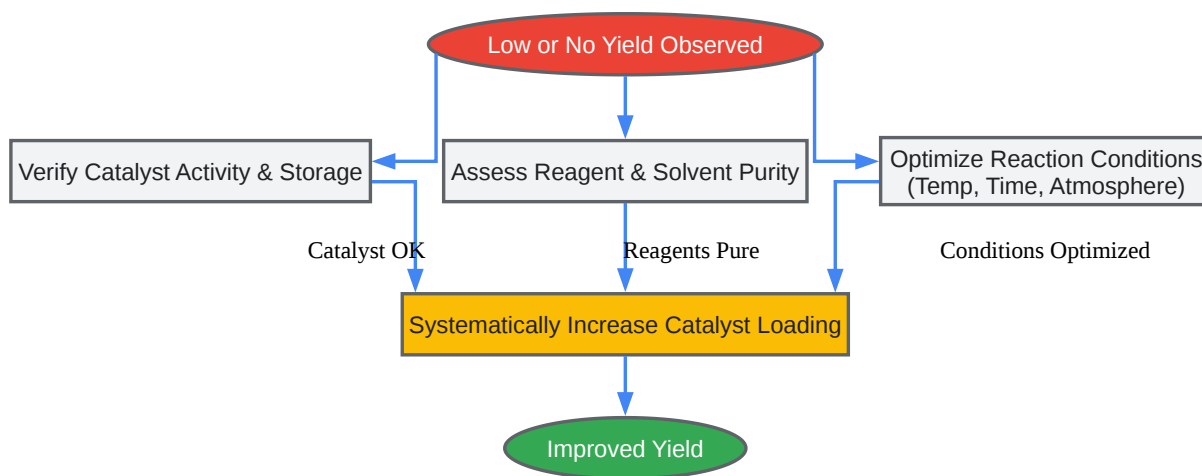 Low or No Yield Observed
Verify Catalyst Activity & Storage
Assess Reagent & Solvent Purity
Optimize Reaction Conditions
(Temp, Time, Atmosphere)
Catalyst OK
Reagents Pure
Conditions Optimized
Systematically Increase Catalyst Loading
Improved Yield